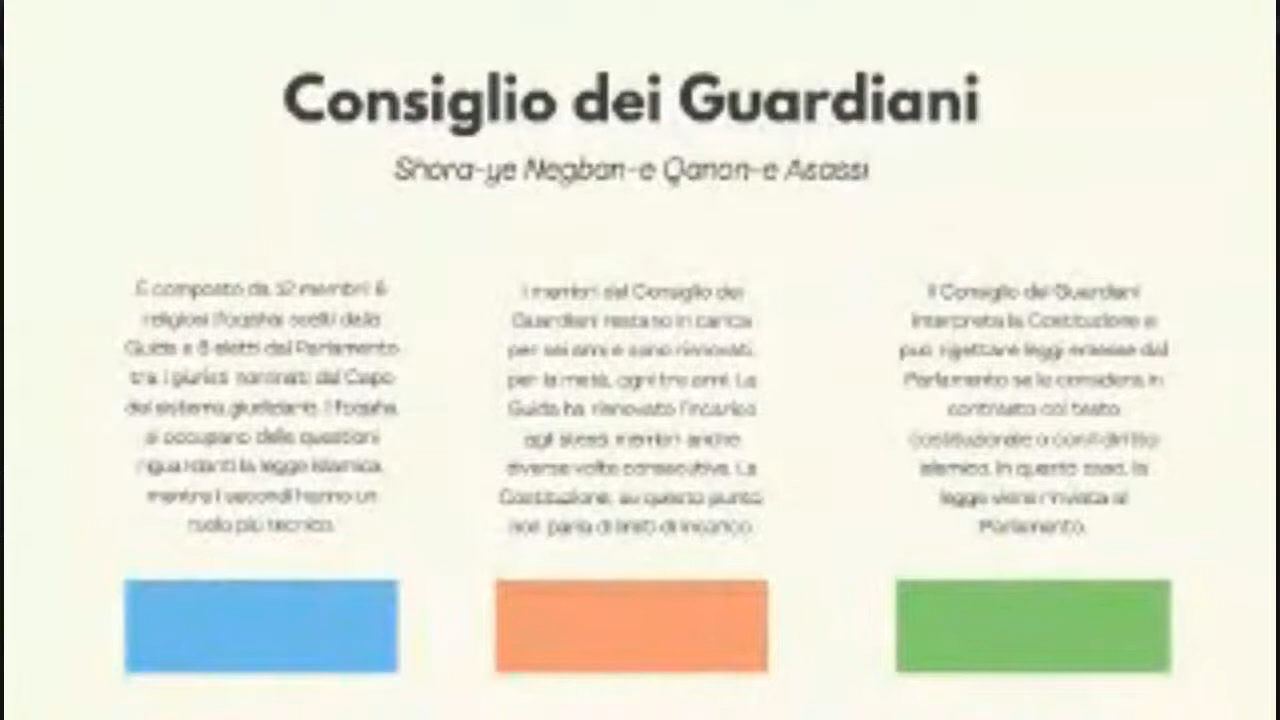 Consiglio dei Guardiani
Shora-ye Negban-e Qanon-e Asassi
È composto da 12 membri: 6
religiosi (foqaha) scelti dalla
Guida e 6 eletti dal Parlamento
tra i giuristi nominati dal Capo
del sistema giudiziario. I foqaha
si occupano delle questioni
riguardanti la legge islamica,
mentre i secondi hanno un
ruolo più tecnico.
I membri del Consiglio dei
Guardiani restano in carica
per sei anni e sono rinnovati,
per la metà, ogni tre anni. La
Guida ha rinnovato l'incarico
agli stessi membri anche
diverse volte consecutive. La
Costituzione, su questo punto,
non parla di limiti di incarico.
Il Consiglio dei Guardiani
interpreta la Costituzione e
può rigettare leggi emesse dal
Parlamento se le considera in
contrasto col testo
costituzionale o con il diritto
islamico. In questo caso, la
legge viene rinviata al
Parlamento.